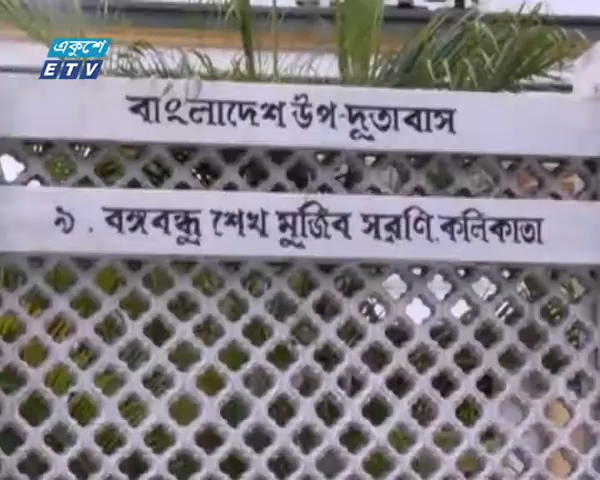 একুশে
ETV
বাংলাদেশ উপ-দূতাবাস
৯. বঙ্গবন্ধু শেখ মুজিব সরণি, কলিকাতা